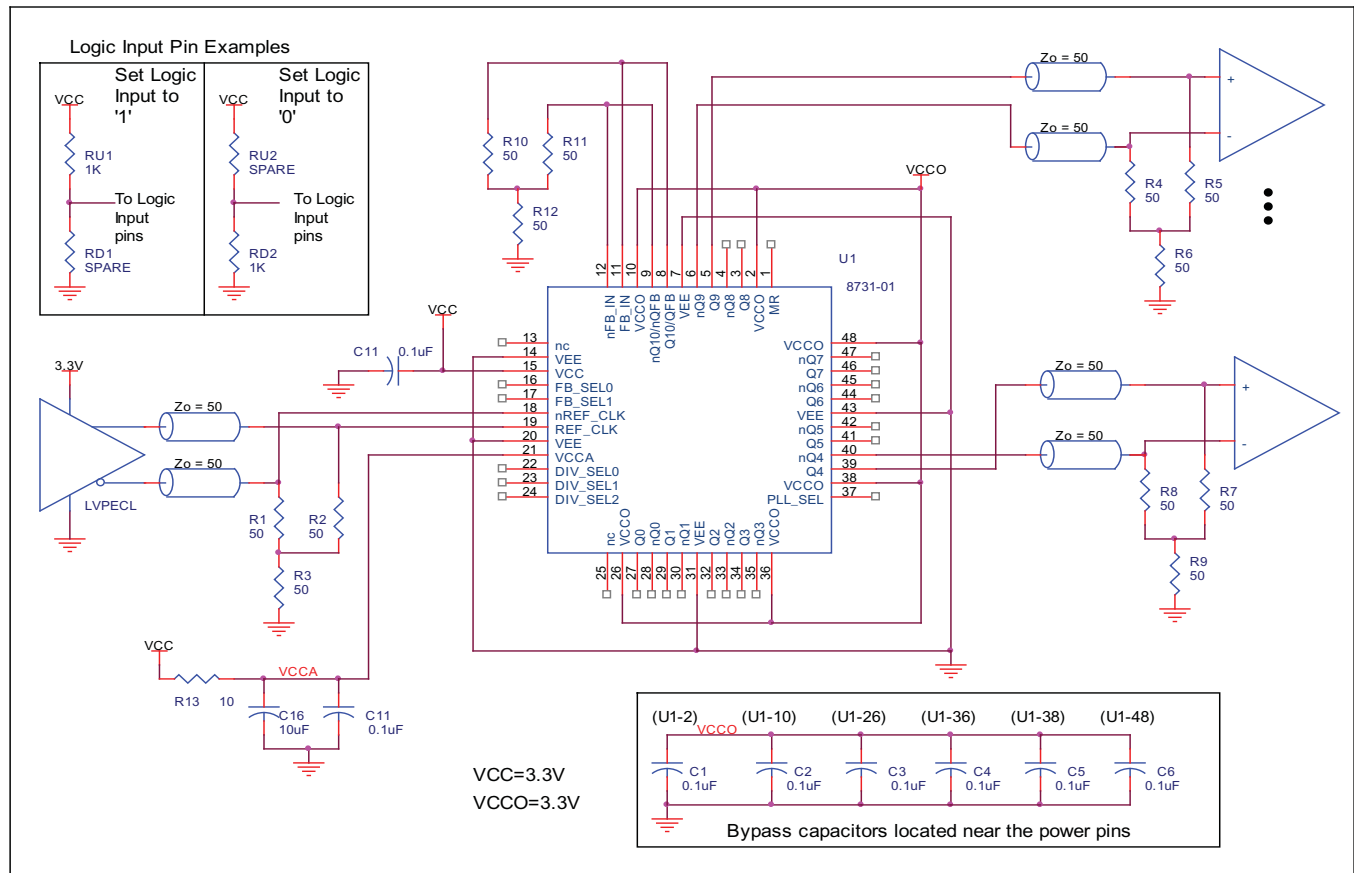 Logic Input Pin Examples
Set Logic
Input to
'1'
VCC
RU1
1K
To Logic
Input
pins
RD1
SPARE
Set Logic
Input to
'0'
VCC
RU2
SPARE
To Logic
Input
pins
RD2
1K
R10
50
R11
50
R12
50
VCCO
Zo = 50
Zo = 50
+
-
R4
50
R5
50
R6
50
U1
8731-01
12
11
10
9
8
7
6
5
4
3
2
1
nFB_IN
FB_IN
VCCO
nQ10/nQFB
Q10/QFB
VEE
nQ9
Q9
nQ8
Q8
VCCO
MR
VCC
C11
0.1uF
13 nc
14 VEE
15 VCC
16 FB_SEL0
17 FB_SEL1
18 nREF_CLK
19 REF_CLK
20 VEE
21 VCCA
22 DIV_SEL0
23 DIV_SEL1
24 DIV_SEL2
VCCO 48
nQ7 47
Q7 46
nQ6 45
Q6 44
VEE 43
nQ5 42
Q5 41
nQ4 40
Q4 39
VCCO 38
PLL_SEL 37
nc
VCCO
Q0
nQ0
Q1
nQ1
VEE
Q2
nQ2
Q3
nQ3
VCCO
25
26
27
28
29
30
31
32
33
34
35
36
3.3V
Zo = 50
Zo = 50
LVPECL
R1
50
R2
50
R3
50
Zo = 50
Zo = 50
+
-
R8
50
R7
50
R9
50
VCC
R13 10
VCCA
C16
10uF
C11
0.1uF
VCC=3.3V
VCCO=3.3V
(U1-2) (U1-10) (U1-26) (U1-36) (U1-38) (U1-48)
VCCO
C1
0.1uF
C2
0.1uF
C3
0.1uF
C4
0.1uF
C5
0.1uF
C6
0.1uF
Bypass capacitors located near the power pins